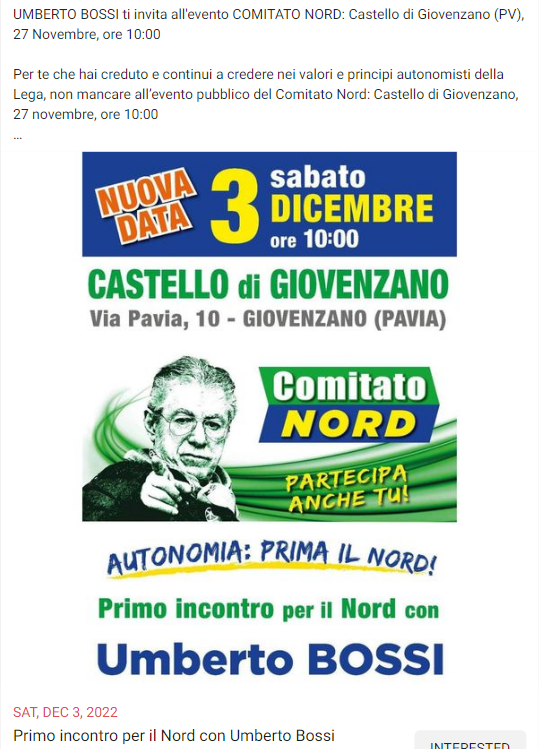 UMBERTO BOSSI ti invita all'evento COMITATO NORD: Castello di Giovenzano (PV),
27 Novembre, ore 10:00
Per te che hai creduto e continui a credere nei valori e principi autonomisti della
Lega, non mancare all’evento pubblico del Comitato Nord: Castello di Giovenzano,
27 novembre, ore 10:00
...
NUOVA
DATA
3
sabato
DICEMBRE
ore 10:00
CASTELLO di GIOVENZANO
Via Pavia, 10 - GIOVENZANO (PAVIA)
Comitato
NORD
PARTECIPA
ANCHE TU!
AUTONOMIA: PRIMA IL NORD!
Primo incontro per il Nord con
Umberto BOSSI
SAT, DEC 3, 2022
Primo incontro per il Nord con Umberto Bossi
INTERESTED